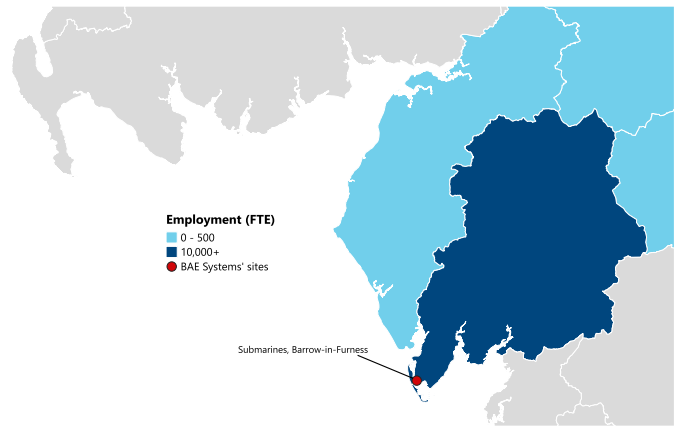 Employment (FTE)
0 - 500
10,000+
BAE Systems' sites
Submarines, Barrow-in-Furness